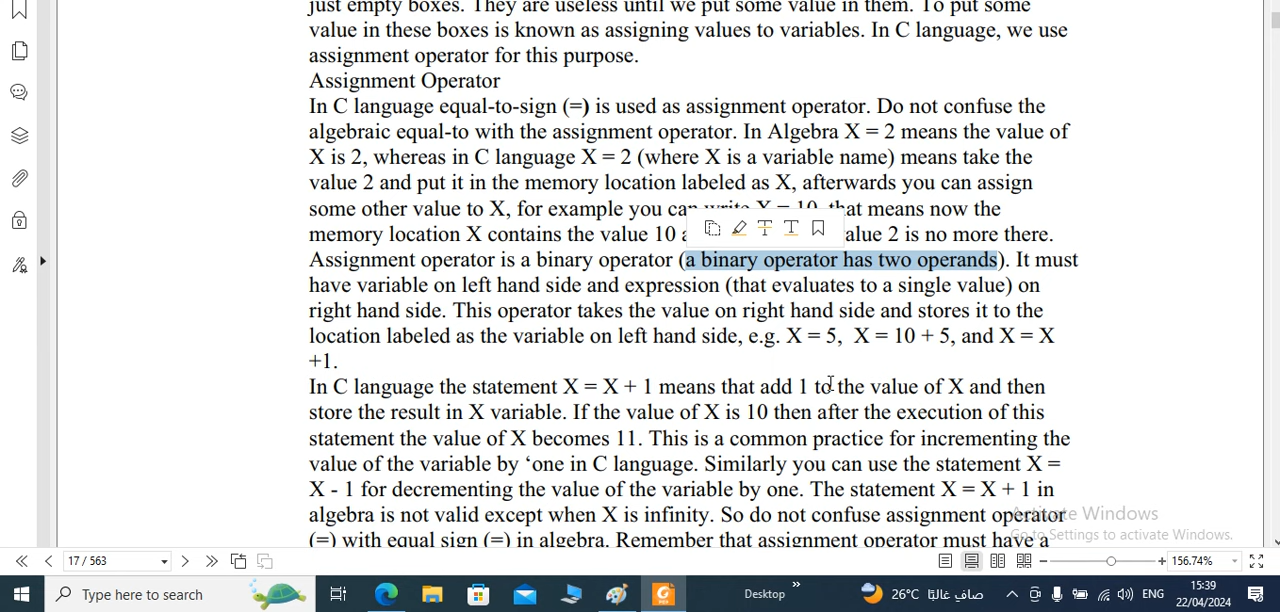 just empty boxes. They are useless until we put some value in them. To put some
value in these boxes is known as assigning values to variables. In C language, we use
assignment operator for this purpose.
Assignment Operator
In C language equal-to-sign (=) is used as assignment operator. Do not confuse the
algebraic equal-to with the assignment operator. In Algebra X = 2 means the value of
X is 2, whereas in C language X = 2 (where X is a variable name) means take the
value 2 and put it in the memory location labeled as X, afterwards you can assign
some other value to X, for example you can write X = 10, that means now the
memory location X contains the value 10 alue 2 is no more there.
Assignment operator is a binary operator (a binary operator has two operands). It must
have variable on left hand side and expression (that evaluates to a single value) on
right hand side. This operator takes the value on right hand side and stores it to the
location labeled as the variable on left hand side, e.g. X = 5, X = 10 + 5, and X = X
+1.
In C language the statement X = X + 1 means that add 1 to the value of X and then
store the result in X variable. If the value of X is 10 then after the execution of this
statement the value of X becomes 11. This is a common practice for incrementing the
value of the variable by ‘one in C language. Similarly you can use the statement X =
X - 1 for decrementing the value of the variable by one. The statement X = X + 1 in
algebra is not valid except when X is infinity. So do not confuse assignment operator
(=) with equal sign (=) in algebra. Remember that assignment operator must have a
Activate Windows
Go to Settings to activate Windows.
17 / 563
156.74%
Type here to search
Desktop
26°C صافي غالبًا
ENG
15:39
22/04/2024